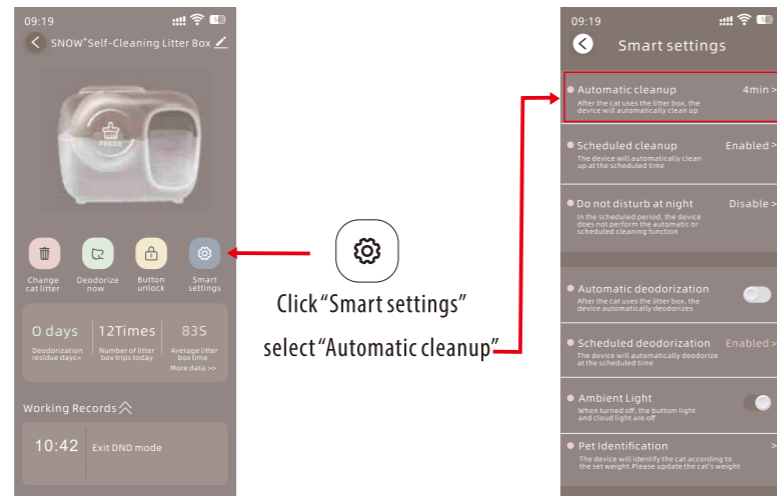 09:19
SNOW⁺Self-Cleaning Litter Box
PRESS
Change
cat litter
Deodorize
now
Button
unlock
Smart
settings
0 days
Deodorization
residue days>
12Times
Number of litter
box trips today
83S
Average litter
box time
More data >>
Working Records
10:42
Exit DND mode
Click "Smart settings"
select "Automatic cleanup"
09:19
Smart settings
Automatic cleanup
4min >
After the cat uses the litter box, the
device will automatically clean up
Scheduled cleanup
Enabled >
The device will automatically clean
up at the scheduled time
Do not disturb at night
Disable >
In the scheduled period, the device
does not perform the automatic or
scheduled cleaning function
Automatic deodorization
After the cat uses the litter box, the
device automatically deodorizes
Scheduled deodorization
Enabled >
The device will automatically deodorize
at the scheduled time
Ambient Light
When turned off, the buttom light
and cloud light are off
Pet Identification
>
The device will identify the cat according to
the set weight.Please update the cat's weight